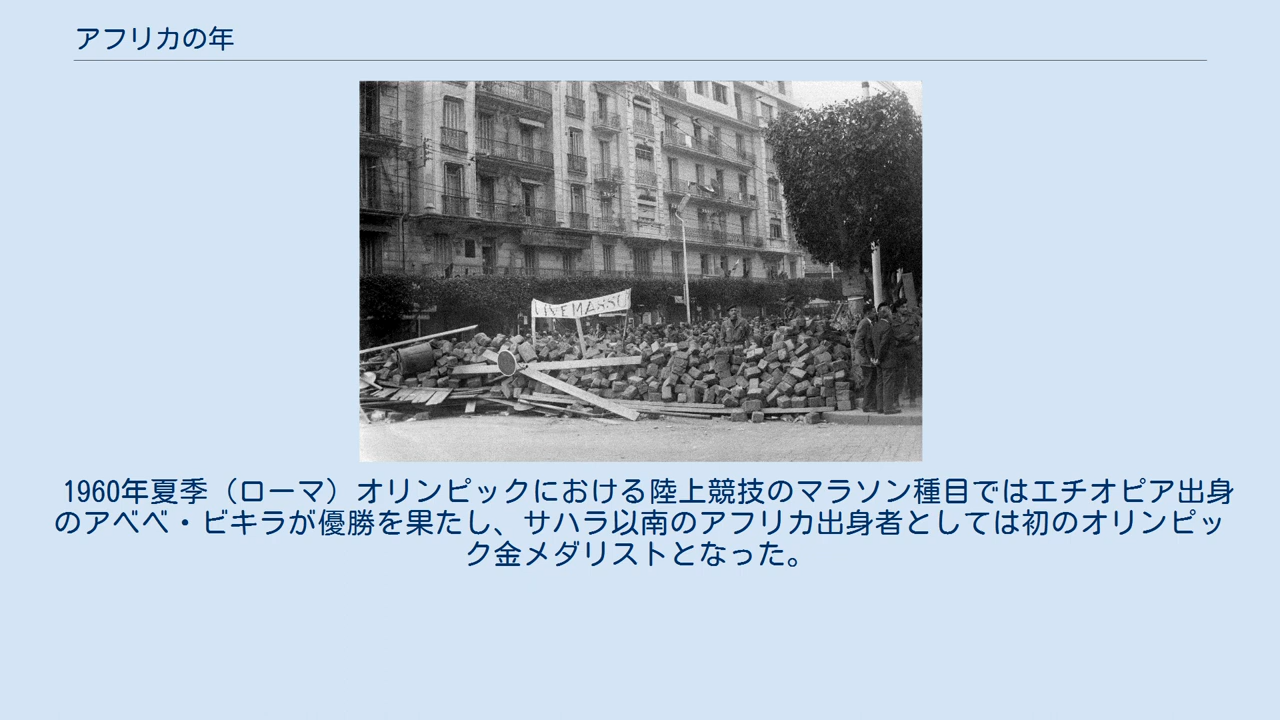 アフリカの年
VIVE MASSU
1960年夏季（ローマ）オリンピックにおける陸上競技のマラソン種目ではエチオピア出身
のアベベ・ビキラが優勝を果たし、サハラ以南のアフリカ出身者としては初のオリンピッ
ク金メダリストとなった。